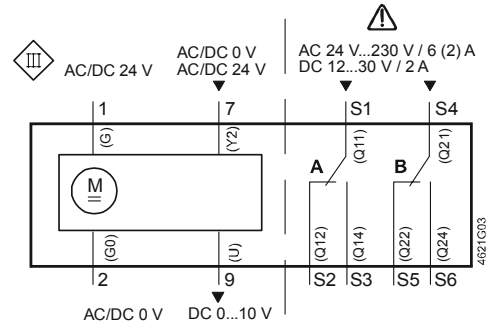 III
AC/DC 24 V
AC/DC 0 V
AC/DC 24 V
AC 24 V...230 V / 6 (2) A
DC 12...30 V / 2 A
1
7
S1
S4
(G)
(Y2)
(Q11)
(Q21)
A
B
M
(G0)
(U)
(Q12)
(Q14)
(Q22)
(Q24)
4621G03
2
9
S2
S3
S5
S6
AC/DC 0 V
DC 0...10 V